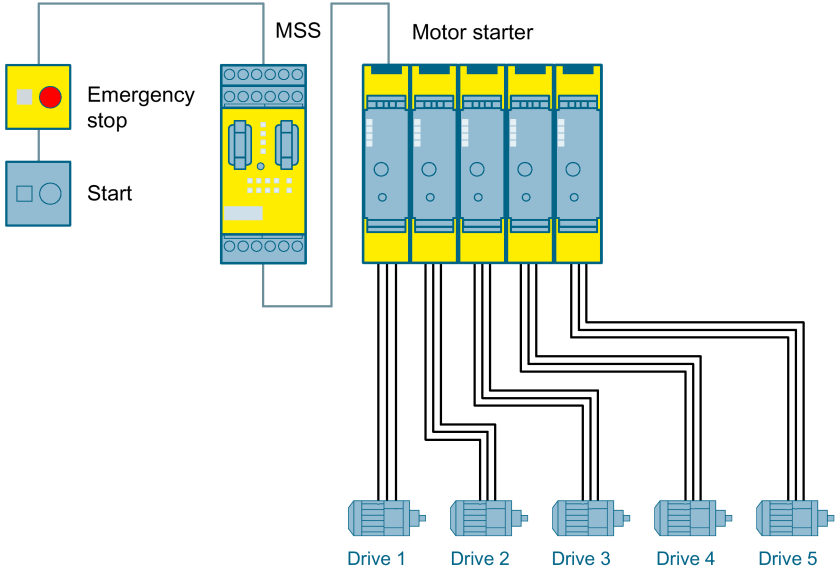 MSS
Motor starter
Emergency
stop
Start
Drive 1
Drive 2
Drive 3
Drive 4
Drive 5